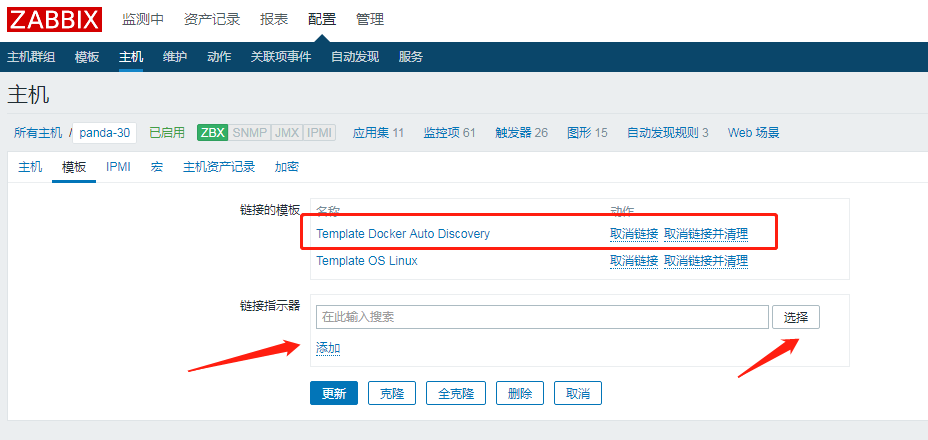 ZABBIX 监测中 资产记录 报表 配置 管理
主机群组 模板 主机 维护 动作 关联项事件 自动发现 服务
主机
所有主机 / panda-30 已启用 ZBX SNMP JMX IPMI 应用集 11 监控项 61 触发器 26 图形 15 自动发现规则 3 Web 场景
主机 模板 IPMI 宏 主机资产记录 加密
链接的模板 名称 动作
Template Docker Auto Discovery 取消链接 取消链接并清理
Template OS Linux 取消链接 取消链接并清理
链接指示器 在此输入搜索 选择
添加
更新 克隆 全克隆 删除 取消